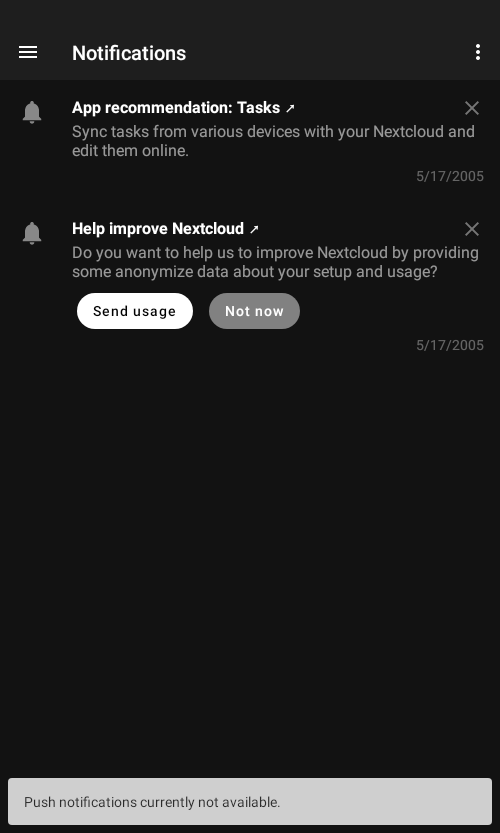 Notifications
App recommendation: Tasks ↗
Sync tasks from various devices with your Nextcloud and
edit them online.
5/17/2005
Help improve Nextcloud ↗
Do you want to help us to improve Nextcloud by providing
some anonymize data about your setup and usage?
Send usage
Not now
5/17/2005
Push notifications currently not available.